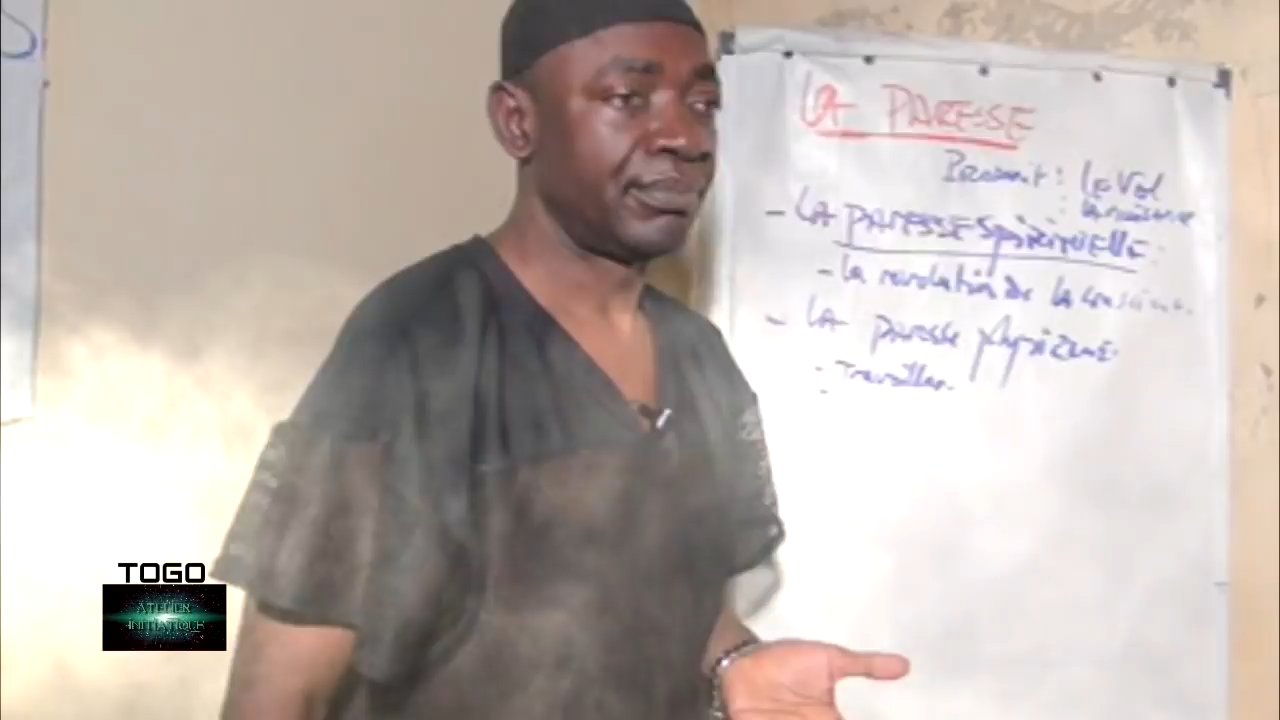 LA PARESSE
Produit : Le Vol
: la nuisance
- LA PARESSE Spirituelle :
- La révolution de la conscience.
- LA paresse physique.
: Travailler.
TOGO
ATELIER
INITIATIQUE